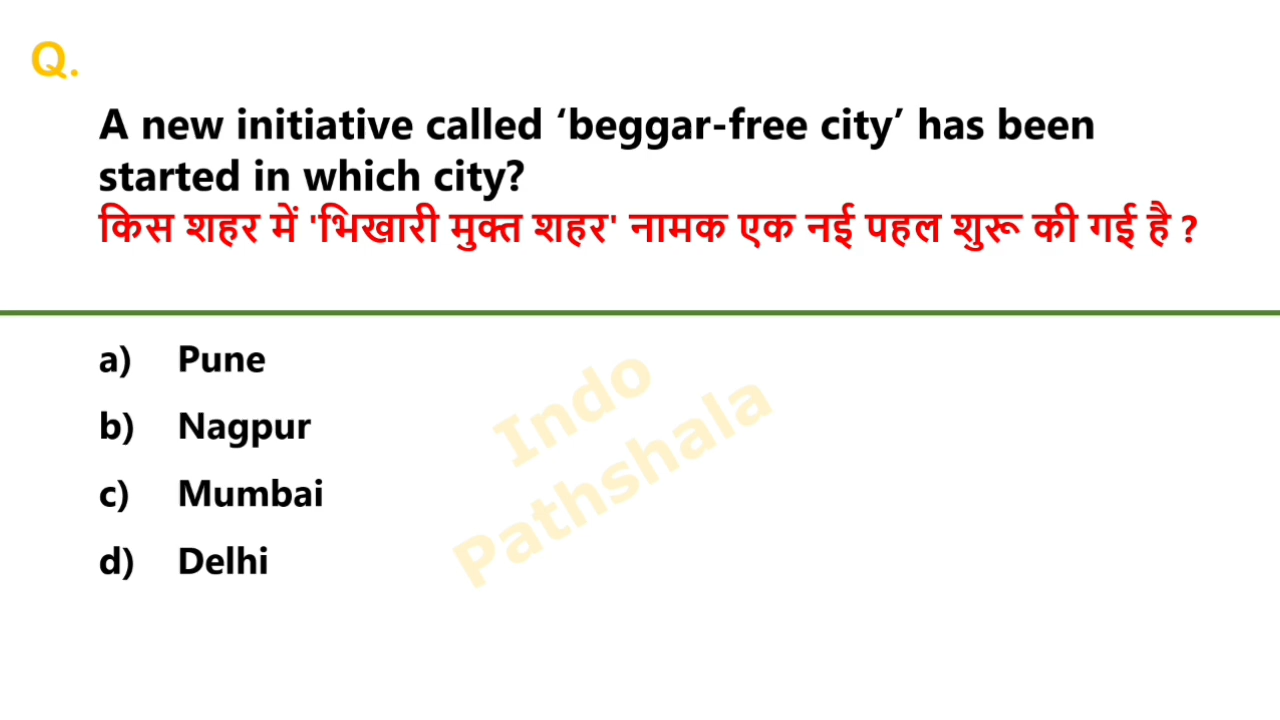 Q.
A new initiative called ‘beggar-free city’ has been
started in which city?
किस शहर में 'भिखारी मुक्त शहर' नामक एक नई पहल शुरू की गई है ?
a) Pune
b) Nagpur
c) Mumbai
d) Delhi
Indo
Pathshala